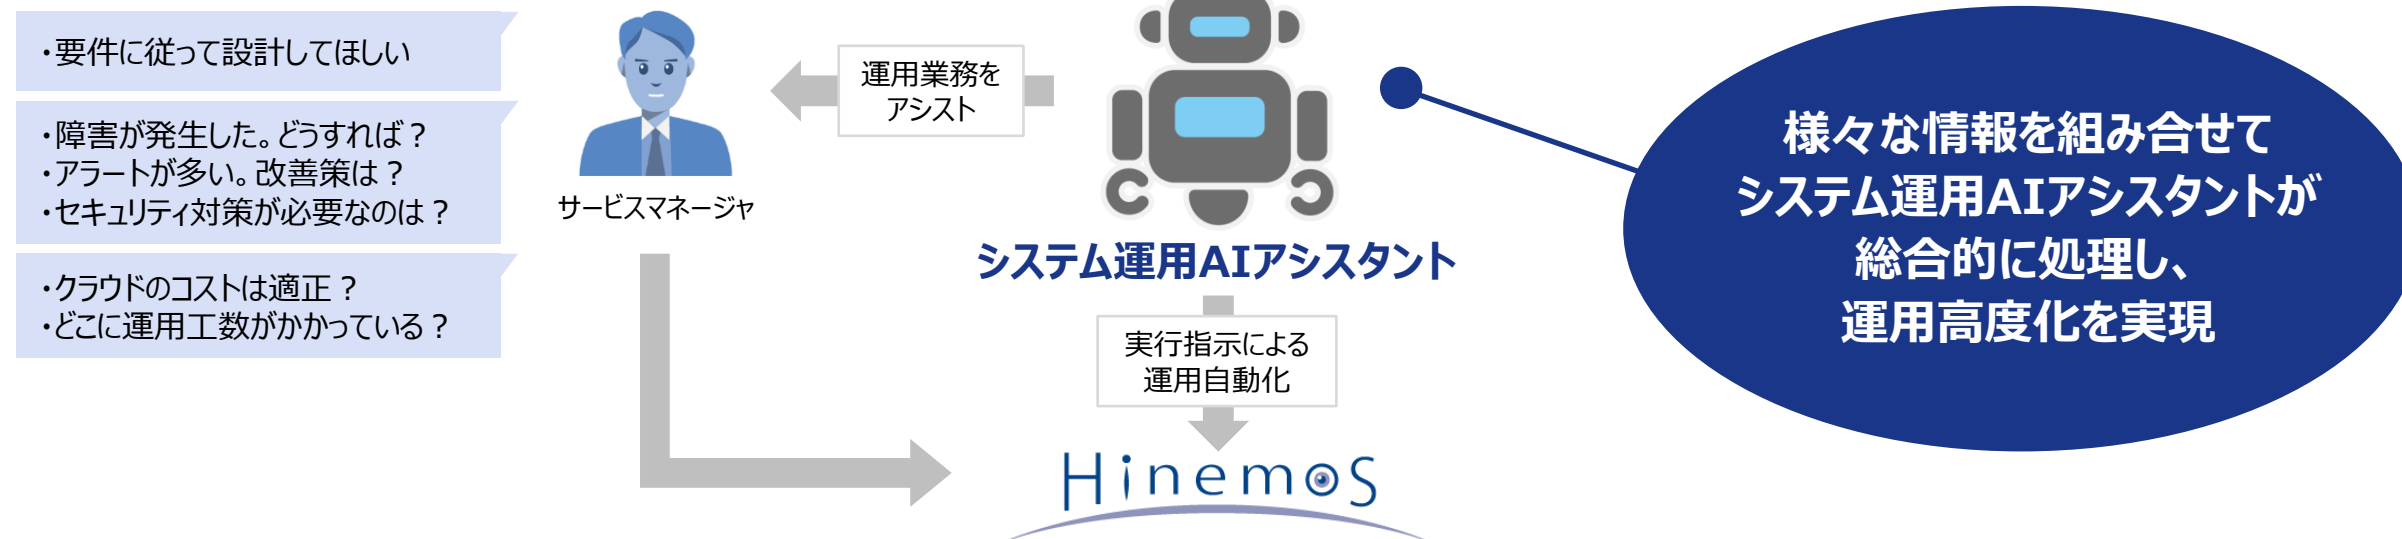 ・要件に従って設計してほしい
・障害が発生した。どうすれば？
・アラートが多い。改善策は？
・セキュリティ対策が必要なのは？
・クラウドのコストは適正？
・どこに運用工数がかかっている？
サービスマネージャ
運用業務を
アシスト
システム運用AIアシスタント
実行指示による
運用自動化
Hinemos
様々な情報を組み合せて
システム運用AIアシスタントが
総合的に処理し、
運用高度化を実現